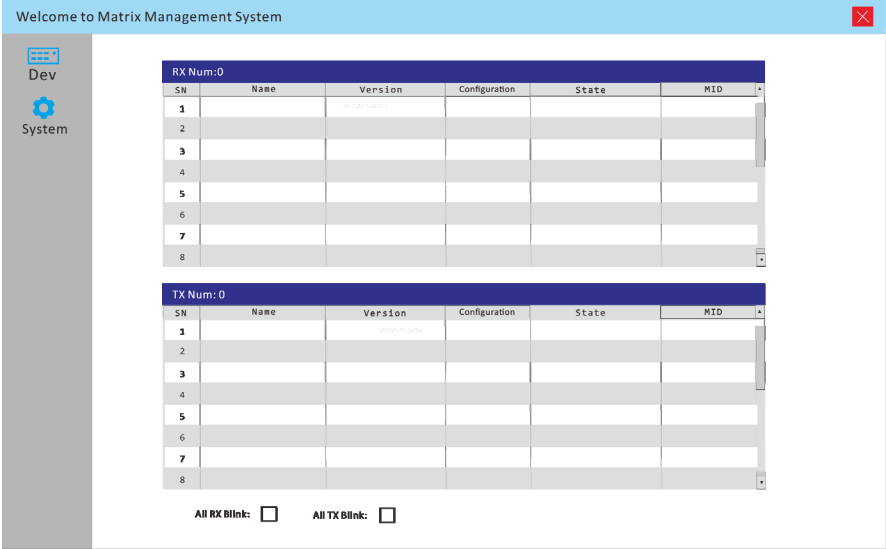 Welcome to Matrix Management System
Dev
System
RX Num:0
SN Name Version Configuration State MID
1
2
3
4
5
6
7
8
TX Num: 0
SN Name Version Configuration State MID
1
2
3
4
5
6
7
8
All RX Blink: All TX Blink: